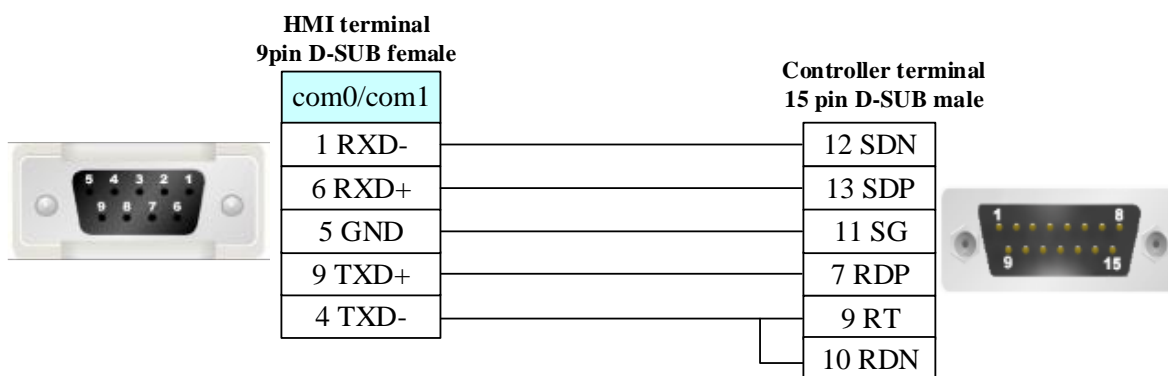 HMI terminal
9pin D-SUB female
com0/com1
1 RXD-
6 RXD+
5 GND
9 TXD+
4 TXD-
5 4 3 2 1
9 8 7 6
Controller terminal
15 pin D-SUB male
12 SDN
13 SDP
11 SG
7 RDP
9 RT
10 RDN
1 8
9 15